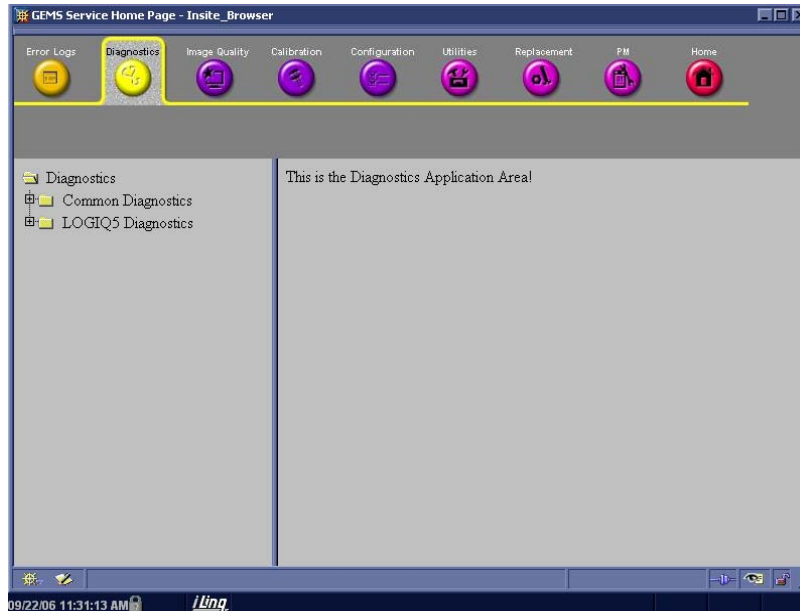 GEMS Service Home Page - Insite_Browser
Error Logs Diagnostics Image Quality Calibration Configuration Utilities Replacement PM Home
Diagnostics
Common Diagnostics
LOGIQ5 Diagnostics
This is the Diagnostics Application Area!
09/22/06 11:31:13 AM iLinq